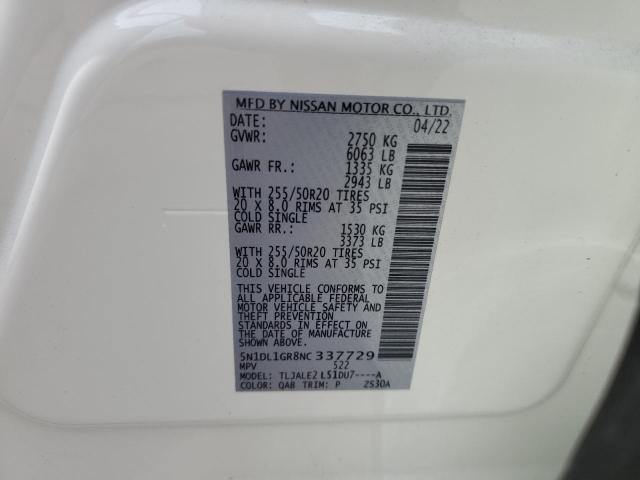 MFD BY NISSAN MOTOR CO., LTD.
DATE: 04/22
GVWR: 2750 KG
6063 LB
GAWR FR.: 1335 KG
2943 LB
WITH 255/50R20 TIRES
20 X 8.0 RIMS AT 35 PSI
COLD SINGLE
GAWR RR.: 1530 KG
3373 LB
WITH 255/50R20 TIRES
20 X 8.0 RIMS AT 35 PSI
COLD SINGLE
THIS VEHICLE CONFORMS TO
ALL APPLICABLE FEDERAL
MOTOR VEHICLE SAFETY AND
THEFT PREVENTION
STANDARDS IN EFFECT ON
THE DATE OF MANUFACTURE
SHOWN ABOVE.
5N1DL1GR8NC 337729
MPV 522
MODEL: TLJALE2 L51DU7----A
COLOR: QAB TRIM: P ZS30A